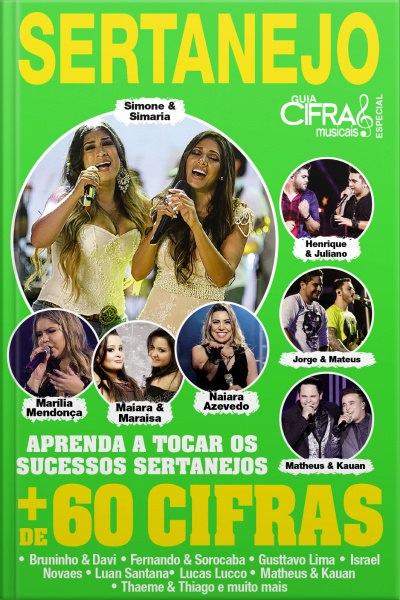 SERTANEJO
Simone &
Simaria
GUIA
CIFRAS
musicais
ESPECIAL
Henrique
& Juliano
Jorge & Mateus
Matheus & Kauan
Marília
Mendonça
Maiara &
Maraisa
Naiara
Azevedo
APRENDA A TOCAR OS
SUCESSOS SERTANEJOS
+ DE 60 CIFRAS
• Bruninho & Davi • Fernando & Sorocaba • Gusttavo Lima • Israel
Novaes • Luan Santana • Lucas Lucco • Matheus & Kauan
• Thaeme & Thiago e muito mais